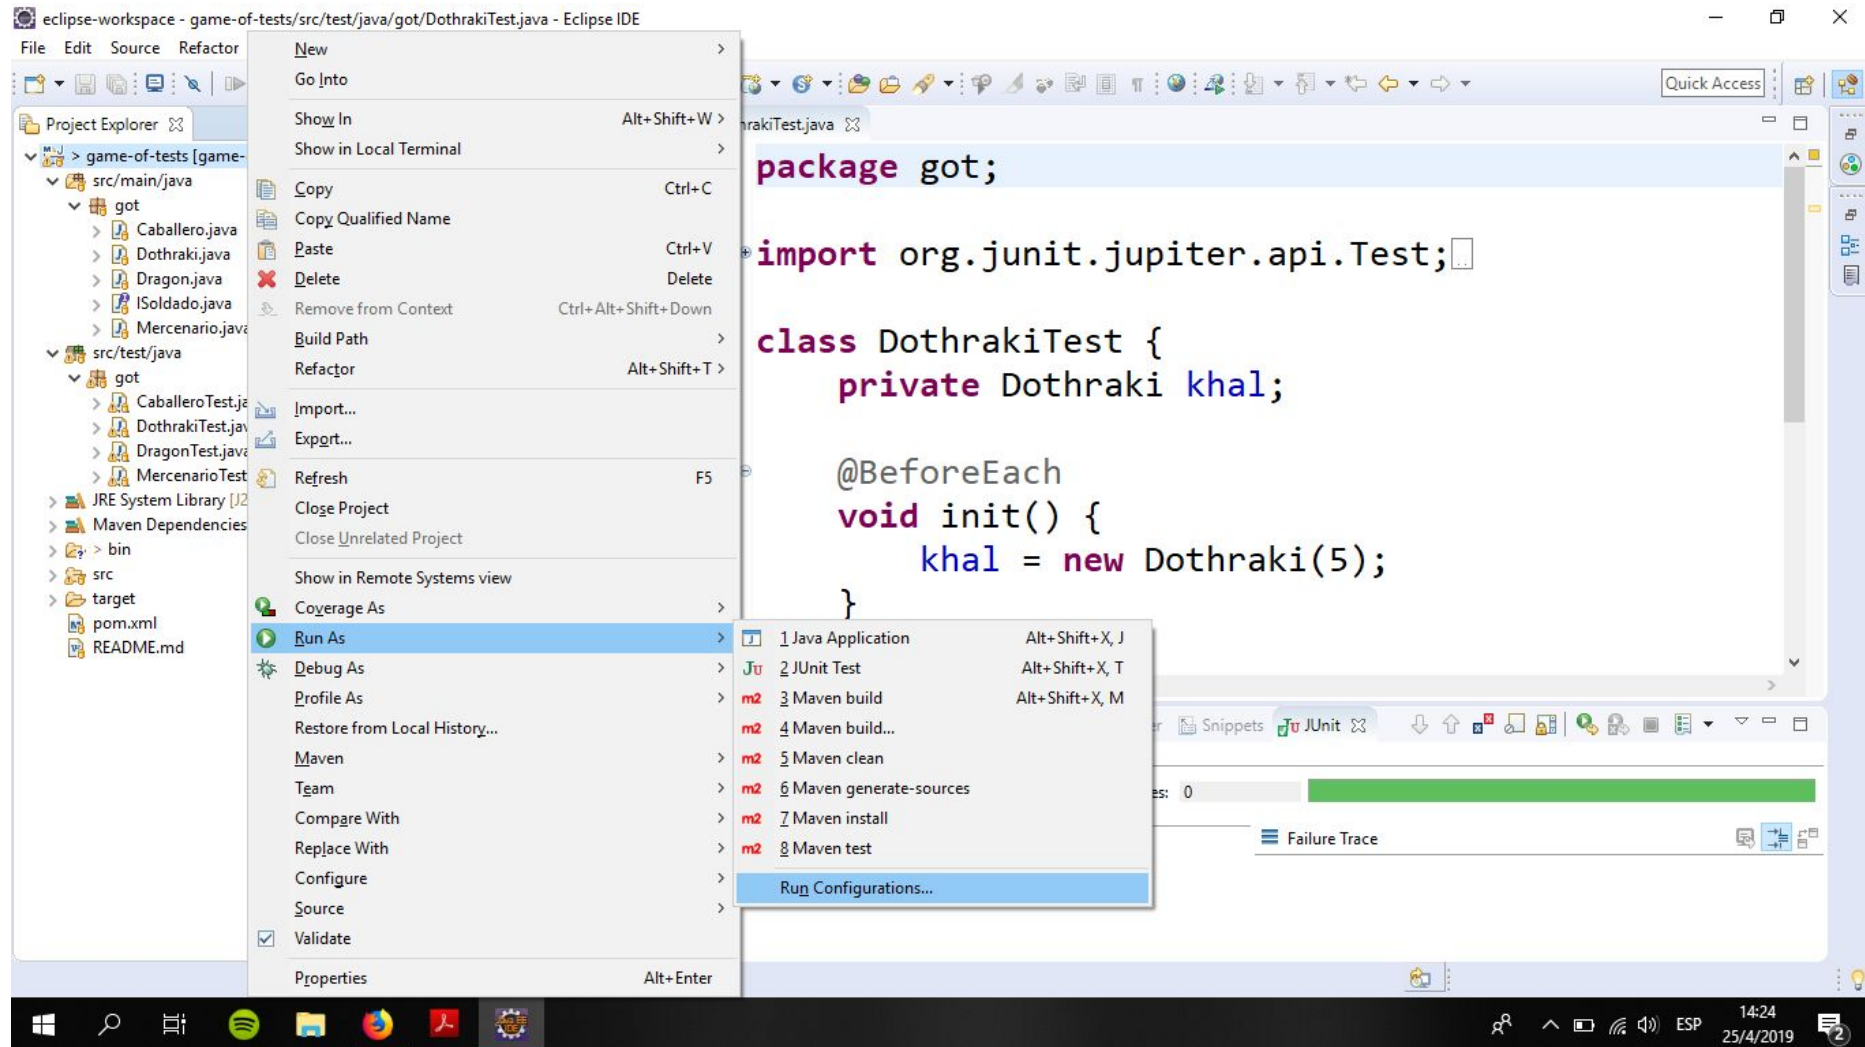 eclipse-workspace - game-of-tests/src/test/java/got/DothrakiTest.java - Eclipse IDE
File Edit Source Refactor
Quick Access
Project Explorer
> game-of-tests [game-
src/main/java
got
Caballero.java
Dothraki.java
Dragon.java
ISoldado.java
Mercenario.java
src/test/java
got
CaballeroTest.ja
DothrakiTest.jav
DragonTest.java
MercenarioTest
JRE System Library [J2
Maven Dependencies
> bin
src
target
pom.xml
README.md
New
Go Into
Show In Alt+Shift+W >
Show in Local Terminal
Copy Ctrl+C
Copy Qualified Name
Paste Ctrl+V
Delete Delete
Remove from Context Ctrl+Alt+Shift+Down
Build Path
Refactor Alt+Shift+T >
Import...
Export...
Refresh F5
Close Project
Close Unrelated Project
Show in Remote Systems view
Coverage As
Run As
Debug As
Profile As
Restore from Local History...
Maven
Team
Compare With
Replace With
Configure
Source
Validate
Properties Alt+Enter
1 Java Application Alt+Shift+X, J
2 JUnit Test Alt+Shift+X, T
3 Maven build Alt+Shift+X, M
4 Maven build...
5 Maven clean
6 Maven generate-sources
7 Maven install
8 Maven test
Run Configurations...
hrakiTest.java
package got;
import org.junit.jupiter.api.Test;
class DothrakiTest {
private Dothraki khal;
@BeforeEach
void init() {
khal = new Dothraki(5);
}
er Snippets JUnit
es: 0
Failure Trace
ESP
14:24
25/4/2019
2